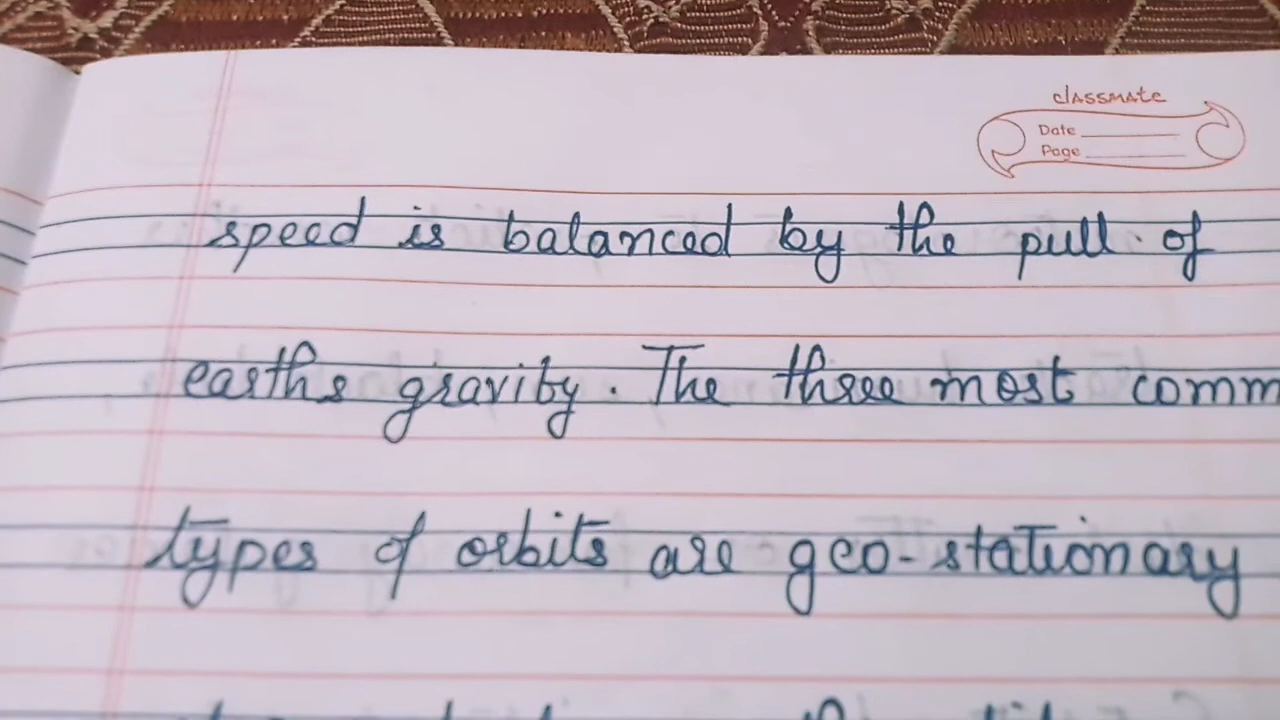 classmate
Date
Page
speed is balanced by the pull of
earths gravity. The three most comm
types of orbits are geo-stationary